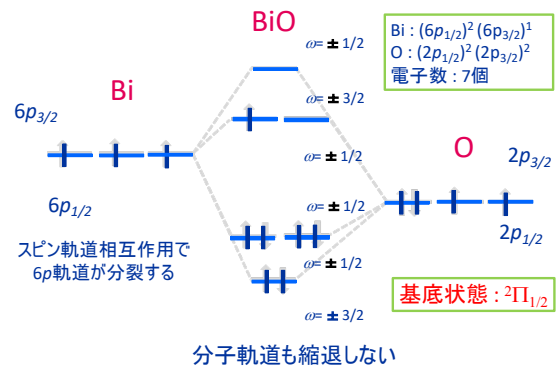 BiO
Bi : (6p1/2)² (6p3/2)¹
O : (2p1/2)² (2p3/2)²
電子数 : 7個
ω= ± 1/2
Bi
ω= ± 3/2
6p3/2
ω= ± 1/2
O
2p3/2
6p1/2
ω= ± 1/2
2p1/2
スピン軌道相互作用で
6p軌道が分裂する
ω= ± 1/2
基底状態 : ²Π1/2
ω= ± 3/2
分子軌道も縮退しない